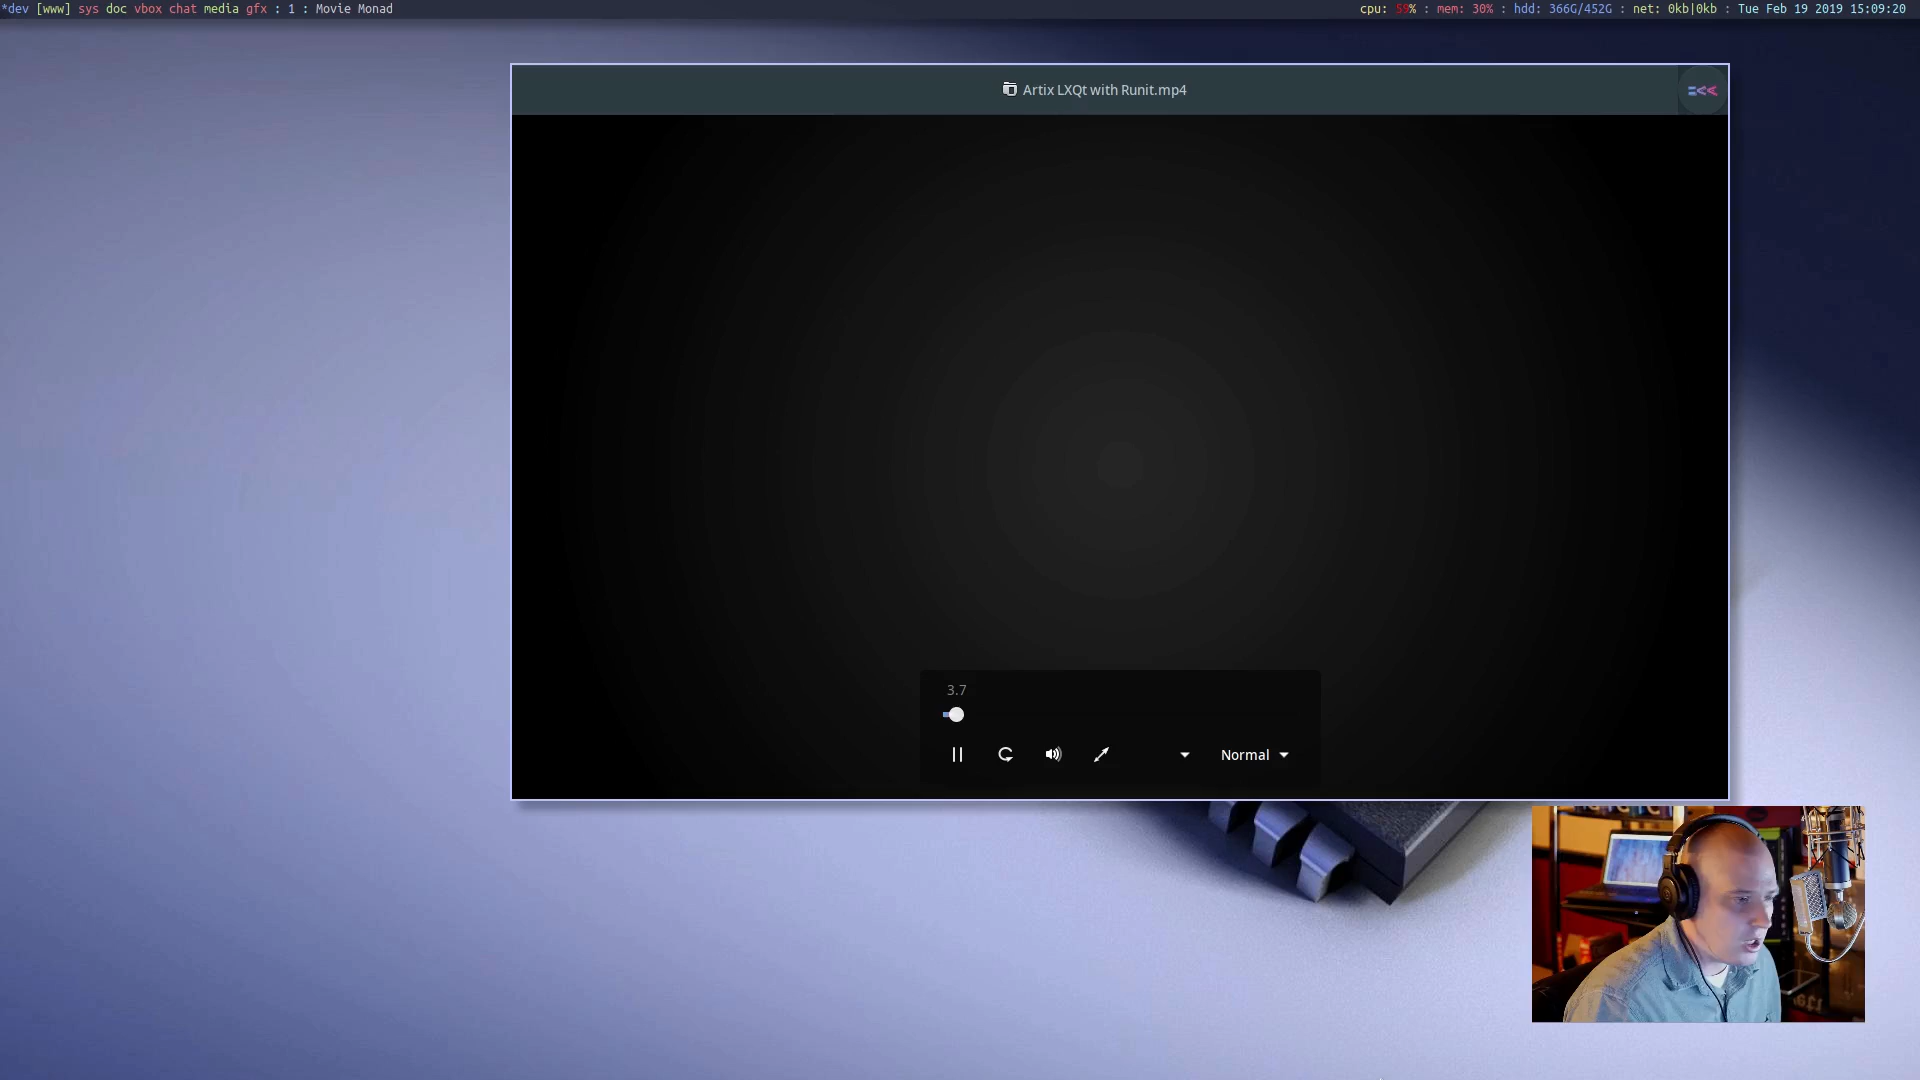 *dev [www] sys doc vbox chat media gfx : 1 : Movie Monad
cpu: 59% : mem: 30% : hdd: 366G/452G : net: 0kb|0kb : Tue Feb 19 2019 15:09:20
Artix LXQt with Runit.mp4
3.7
Normal